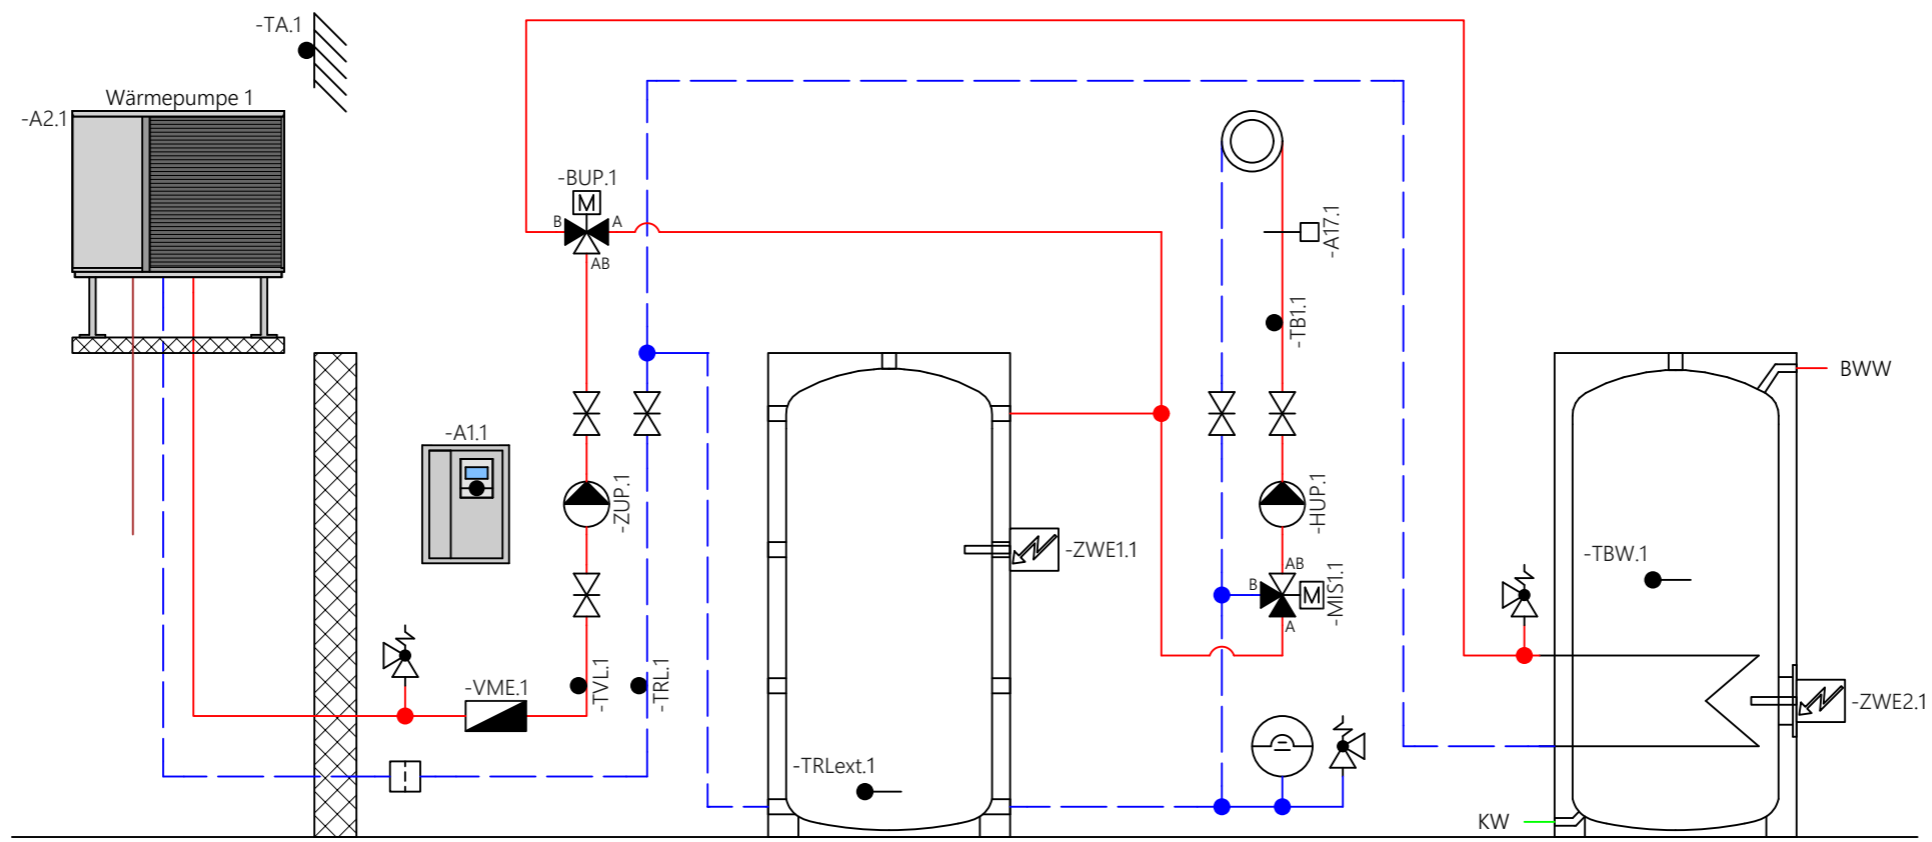 -TA.1
Wärmepumpe 1
-A2.1
-BUP.1
M
B
A
AB
-A17.1
-TB1.1
BWW
-A1.1
-ZUP.1
-HUP.1
-ZWE1.1
-TBW.1
AB
B
M
-MIS1.1
A
-TVL.1
-TRL.1
-VME.1
-ZWE2.1
-TRLext.1
KW